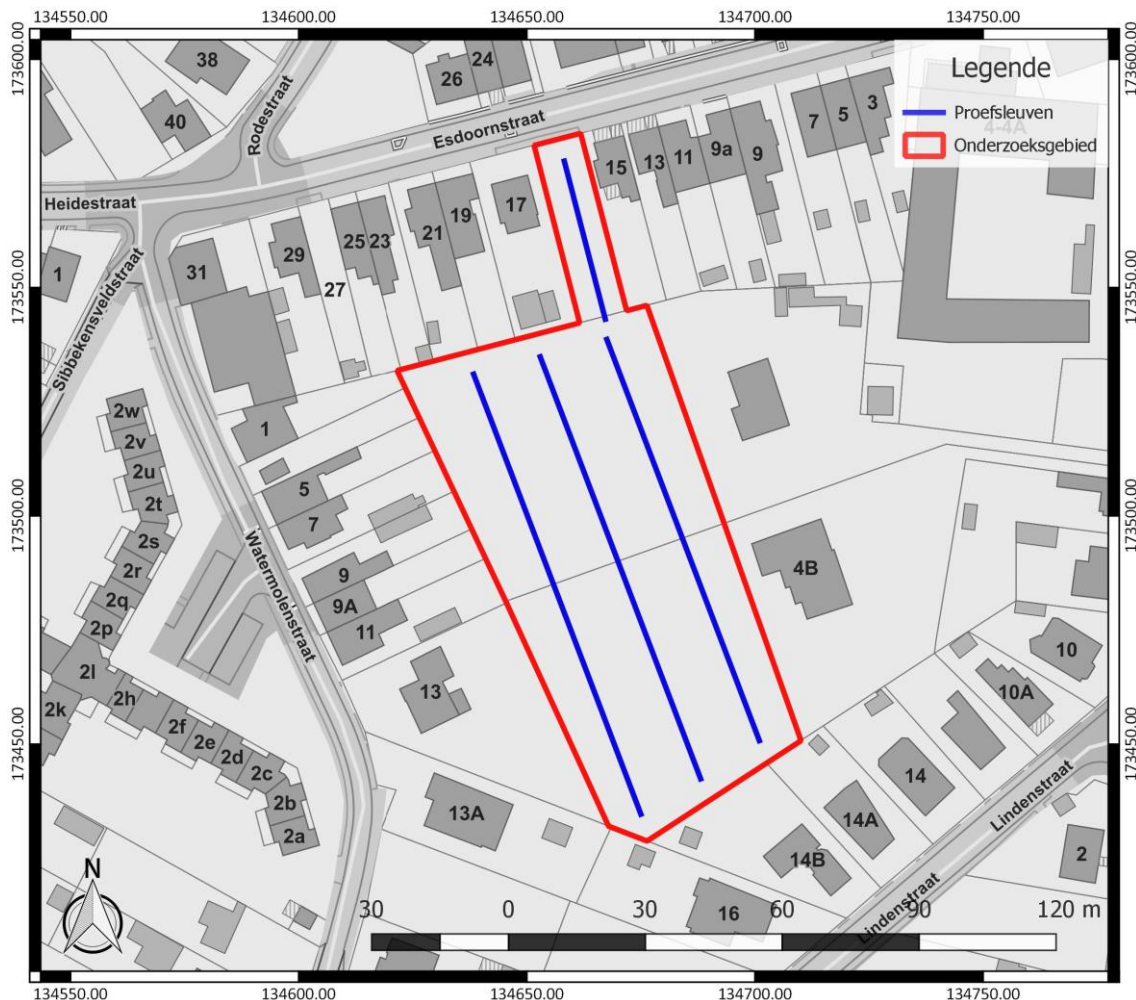 134550.00 134600.00 134650.00 134700.00 134750.00
173600.00 173600.00
Legende
Proefsleuven
Onderzoeksgebied
38
26 24
40
Rodestraat
Esdoornstraat
4-4A
7 5 3
15 13 11 9a 9
Heidestraat
17
21 19
25 23
29
27
31
1
Sibbekensveldstraat
173550.00 173550.00
2w
2v
2u
2t
2s
2r
2q
2p
2l
2k
2h
2f
2e
2d
2c
2b
2a
1
5
7
9
9A
11
13
13A
Watermolenstraat
173500.00 173500.00
4B
10
10A
14
14A
14B
16
2
Lindenstraat
Lindenstraat
173450.00 173450.00
N
30 0 30 60 90 120 m
134550.00 134600.00 134650.00 134700.00 134750.00